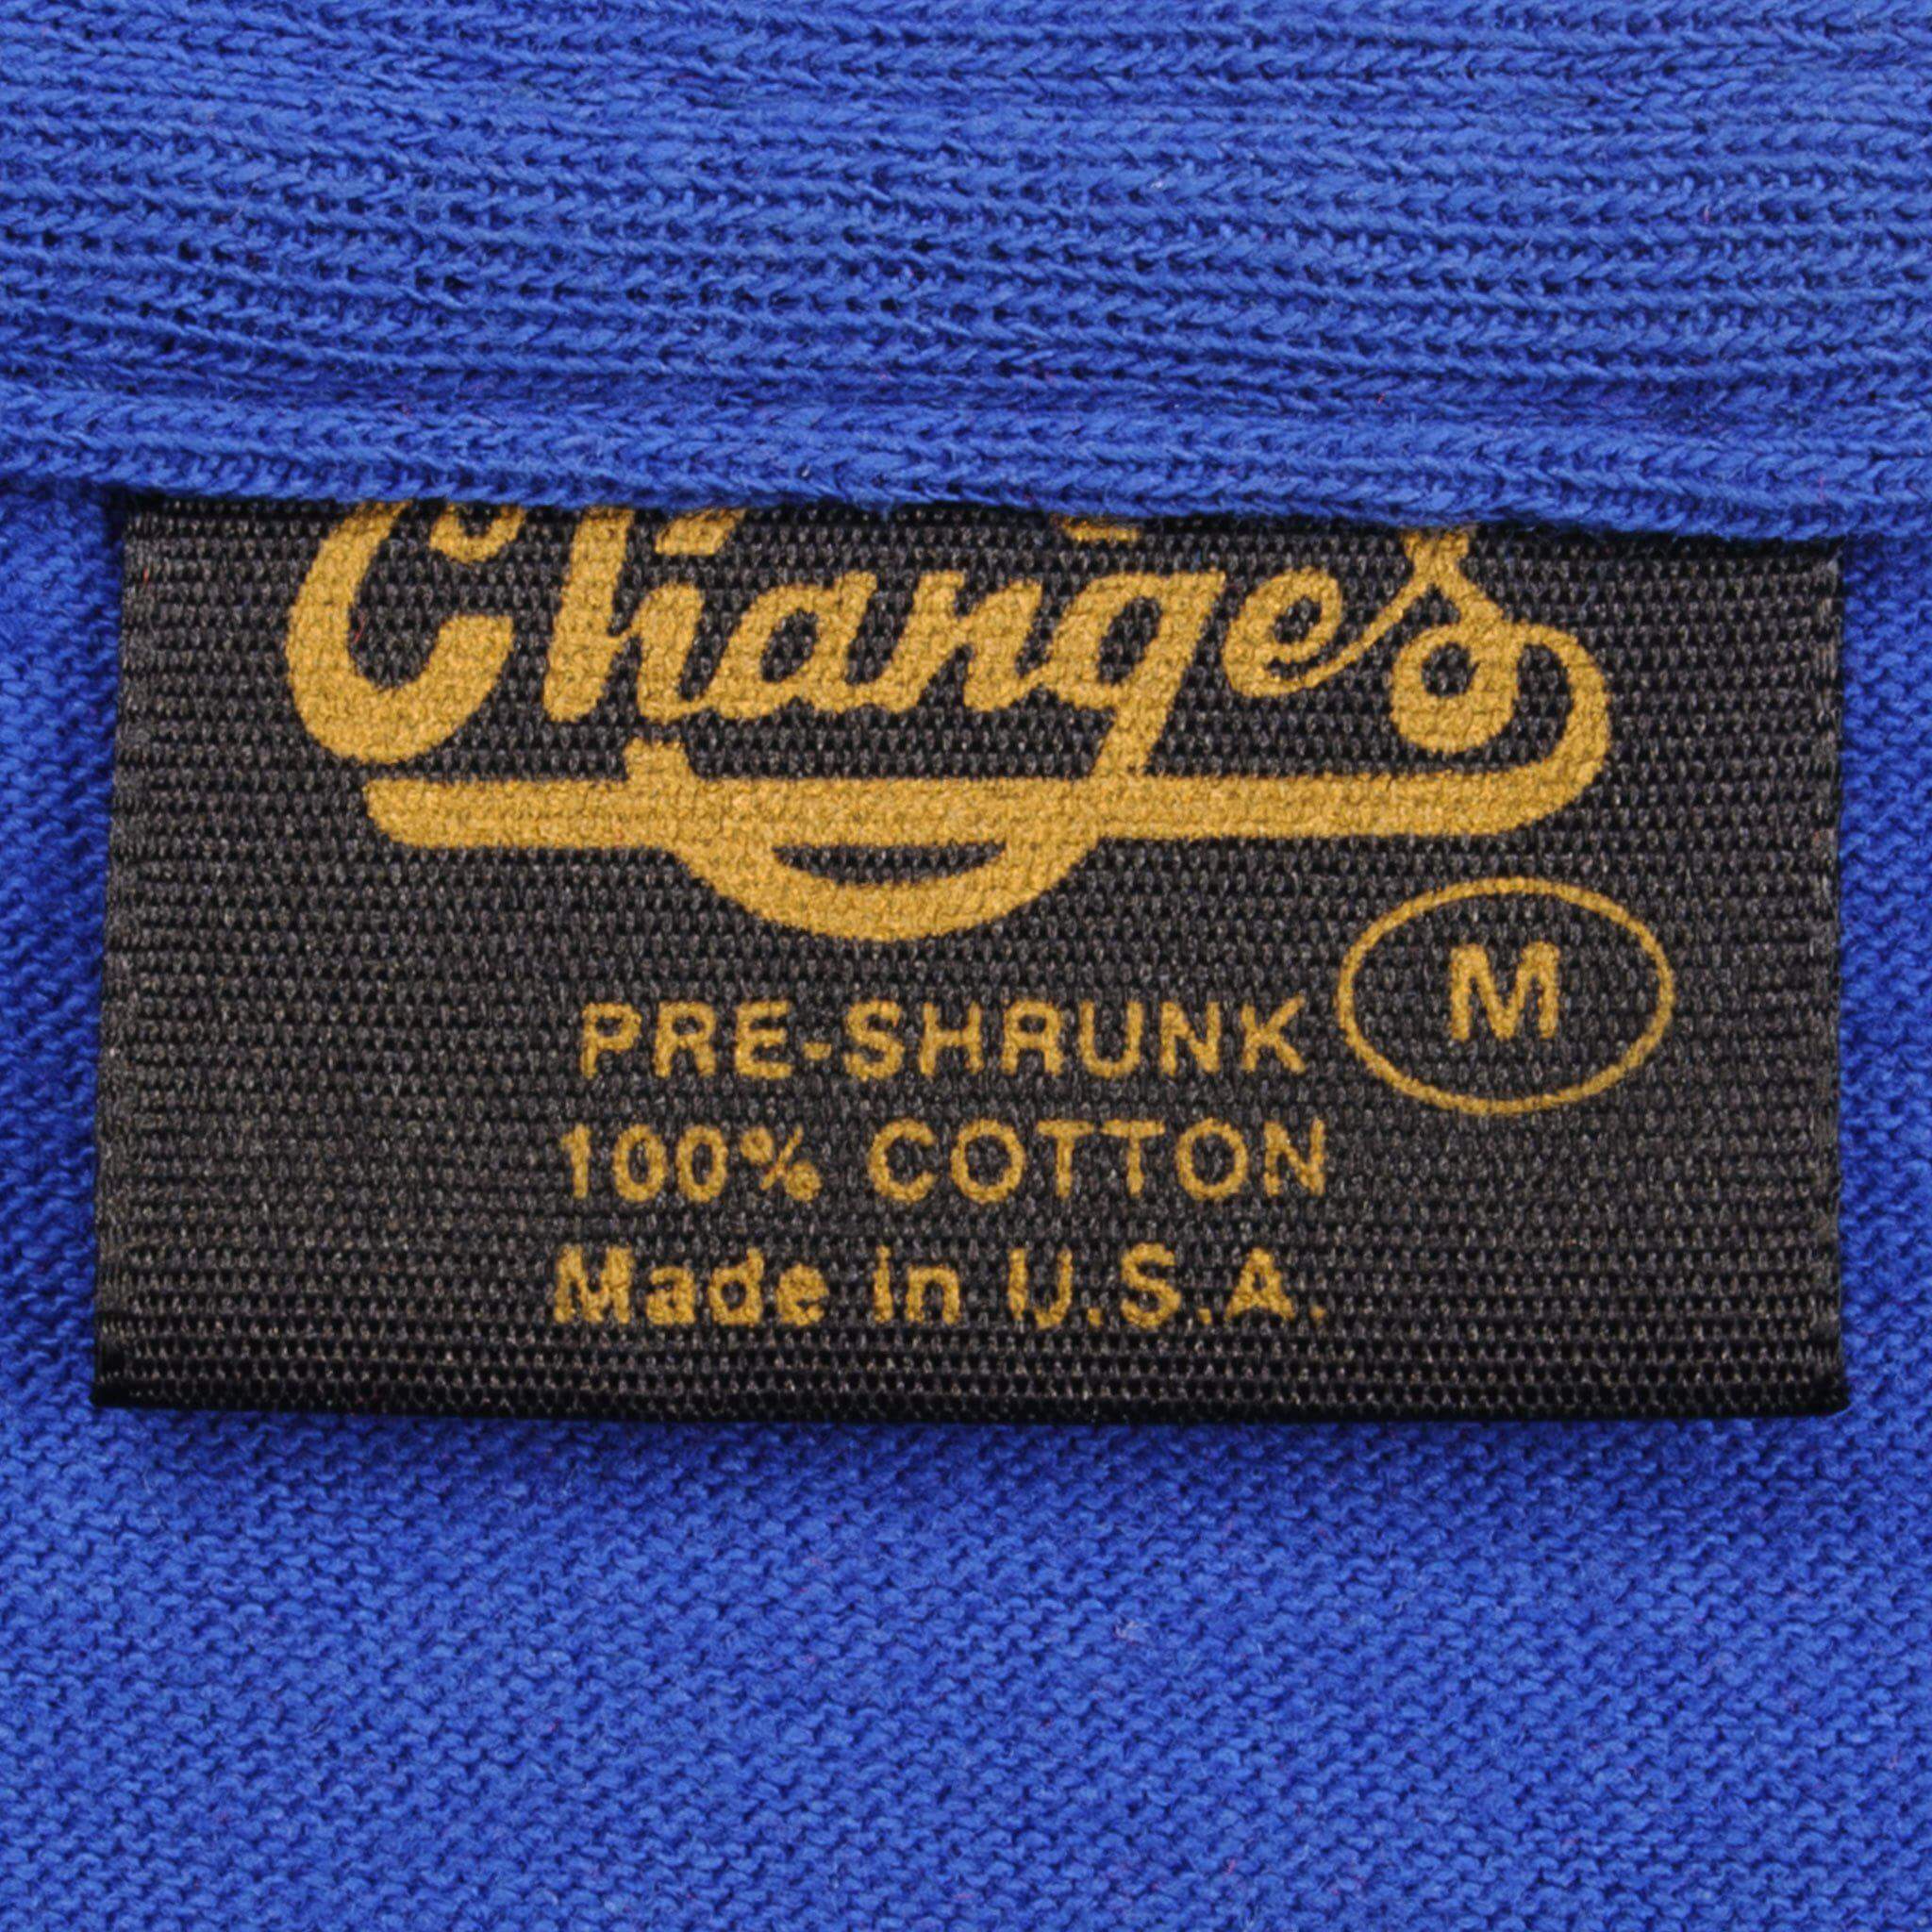 Changes
M
PRE-SHRUNK
100% COTTON
Made in U.S.A.